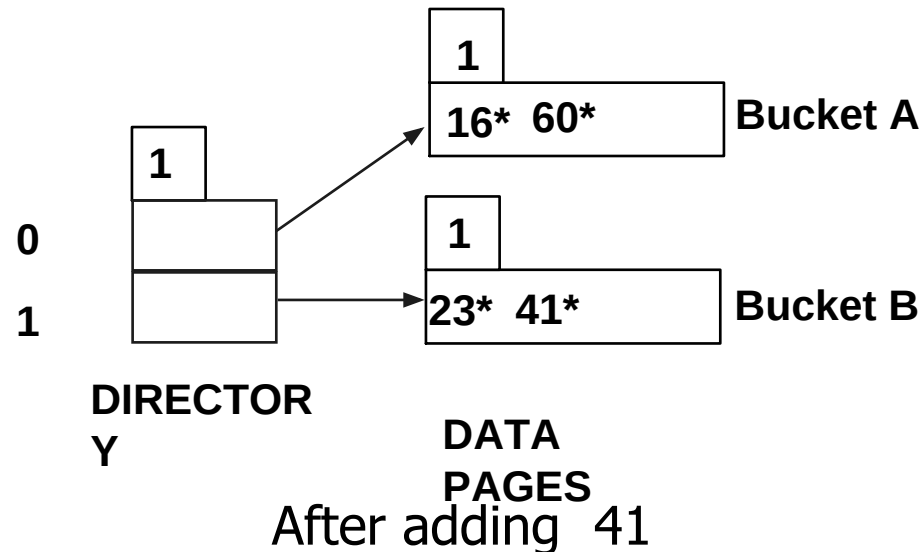 1
16* 60*
Bucket A
1
0
1
1
23* 41*
Bucket B
DIRECTOR
Y
DATA
PAGES
After adding 41